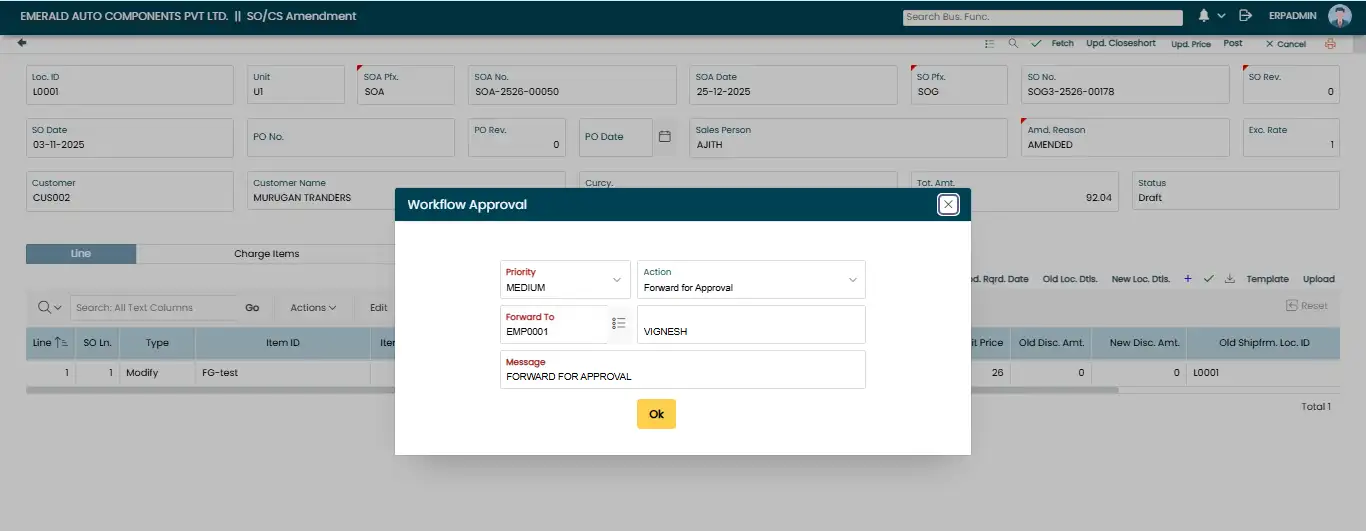 EMERALD AUTO COMPONENTS PVT LTD. || SO/CS Amendment
Search Bus. Func.
ERPADMIN
Fetch Upd. Closeshort Upd. Price Post Cancel
Loc. ID Unit SOA Pfx. SOA No. SOA Date SO Pfx. SO No. SO Rev.
L0001 U1 SOA SOA-2526-00050 25-12-2025 SOG SOG3-2526-00178 0
SO Date PO No. PO Rev. PO Date Sales Person Amd. Reason Exc. Rate
03-11-2025 0 AJITH AMENDED 1
Customer Customer Name Curcy. Tot. Amt. Status
CUS002 MURUGAN TRANDERS 92.04 Draft
Workflow Approval
Priority Action
MEDIUM Forward for Approval
Forward To
EMP0001 VIGNESH
Message
FORWARD FOR APPROVAL
Ok
Line Charge Items
d. Rqrd. Date Old Loc. Dtls. New Loc. Dtls. + Template Upload
Search: All Text Columns Go Actions Edit Reset
Line SO Ln. Type Item ID Iter it Price Old Disc. Amt. New Disc. Amt. Old Shipfrm. Loc. ID
1 1 Modify FG-test 26 0 0 L0001
Total 1